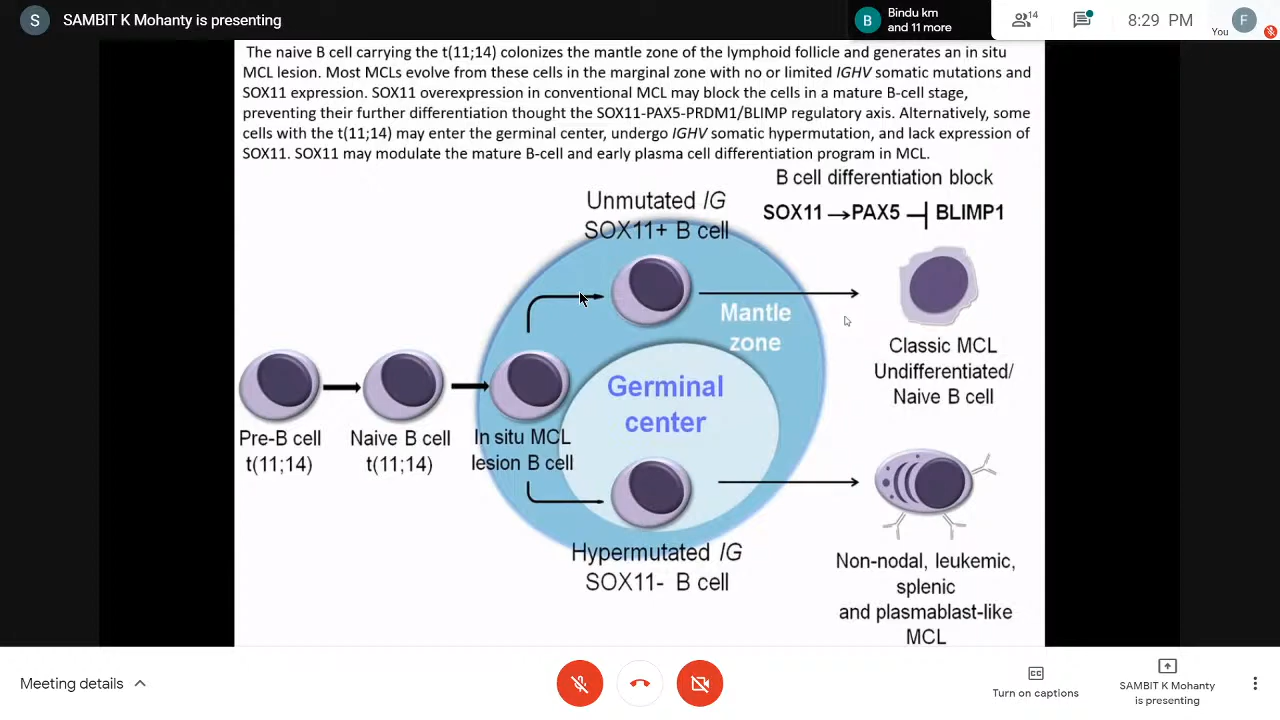 S SAMBIT K Mohanty is presenting
B Bindu km
and 11 more
14
8:29 PM
You
F
The naive B cell carrying the t(11;14) colonizes the mantle zone of the lymphoid follicle and generates an in situ
MCL lesion. Most MCLs evolve from these cells in the marginal zone with no or limited IGHV somatic mutations and
SOX11 expression. SOX11 overexpression in conventional MCL may block the cells in a mature B-cell stage,
preventing their further differentiation thought the SOX11-PAX5-PRDM1/BLIMP regulatory axis. Alternatively, some
cells with the t(11;14) may enter the germinal center, undergo IGHV somatic hypermutation, and lack expression of
SOX11. SOX11 may modulate the mature B-cell and early plasma cell differentiation program in MCL.
B cell differentiation block
SOX11 → PAX5 ⊣ BLIMP1
Unmutated IG
SOX11+ B cell
Mantle
zone
Classic MCL
Undifferentiated/
Naive B cell
Germinal
center
Pre-B cell
t(11;14)
Naive B cell
t(11;14)
In situ MCL
lesion B cell
Hypermutated IG
SOX11- B cell
Non-nodal, leukemic,
splenic
and plasmablast-like
MCL
Meeting details
CC
Turn on captions
SAMBIT K Mohanty
is presenting